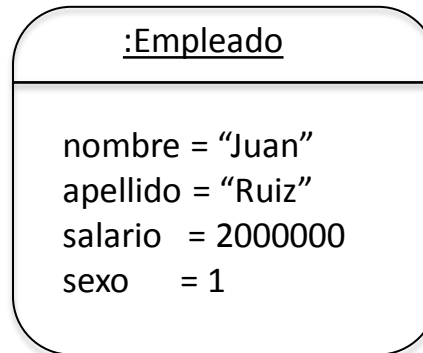 :Empleado
nombre = “Juan”
apellido = “Ruiz”
salario = 2000000
sexo = 1